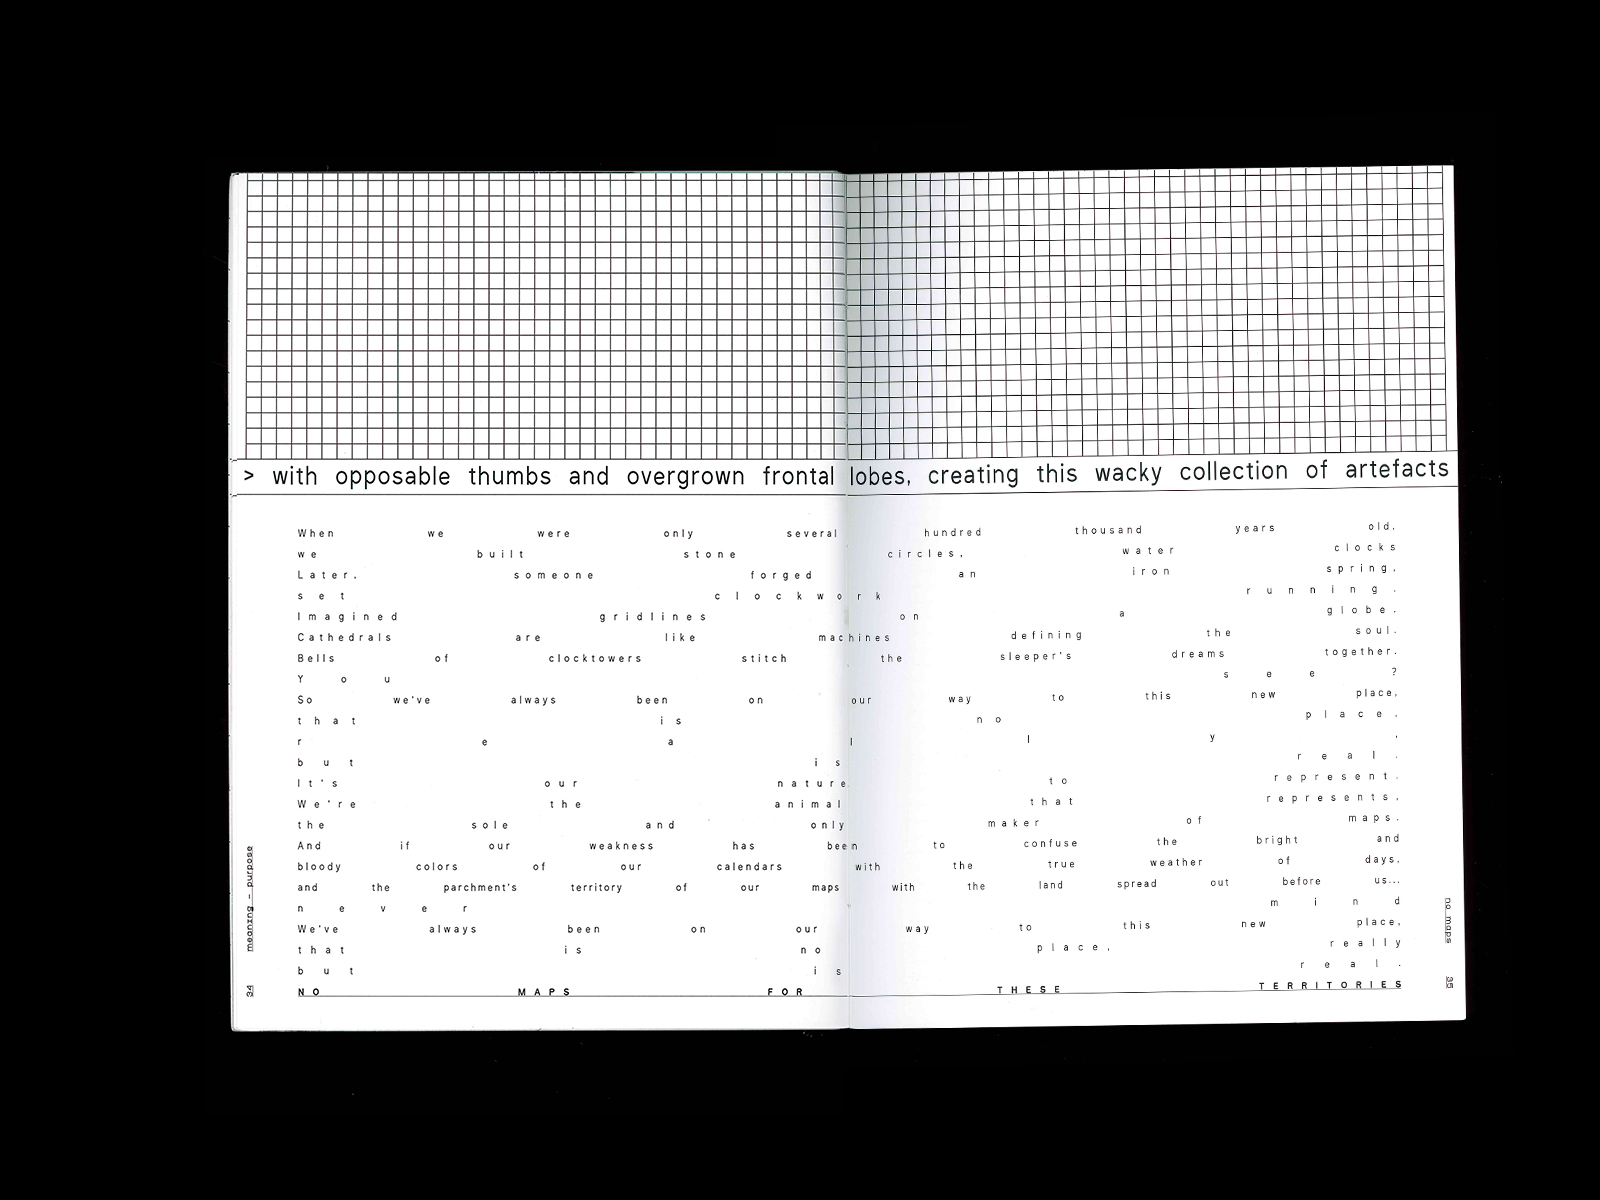 > with opposable thumbs and overgrown frontal lobes, creating this wacky collection of artefacts
When we were only several hundred thousand years old,
we built stone circles, water clocks
Later, someone forged an iron spring,
set clockwork running.
Imagined gridlines on a globe.
Cathedrals are like machines defining the soul.
Bells of clocktowers stitch the sleeper's dreams together.
You see?
So we've always been on our way to this new place,
that is no place,
really,
but is real.
It's our nature to represent.
We're the animal that represents,
the sole and only maker of maps.
And if our weakness has been to confuse the bright and
bloody colors of our calendars with the true weather of days,
and the parchment's territory of our maps with the land spread out before us...
never mind
We've always been on our way to this new place,
that is no place, really
but is real.
NO MAPS FOR THESE TERRITORIES
meaning – purpose
34
no maps
35